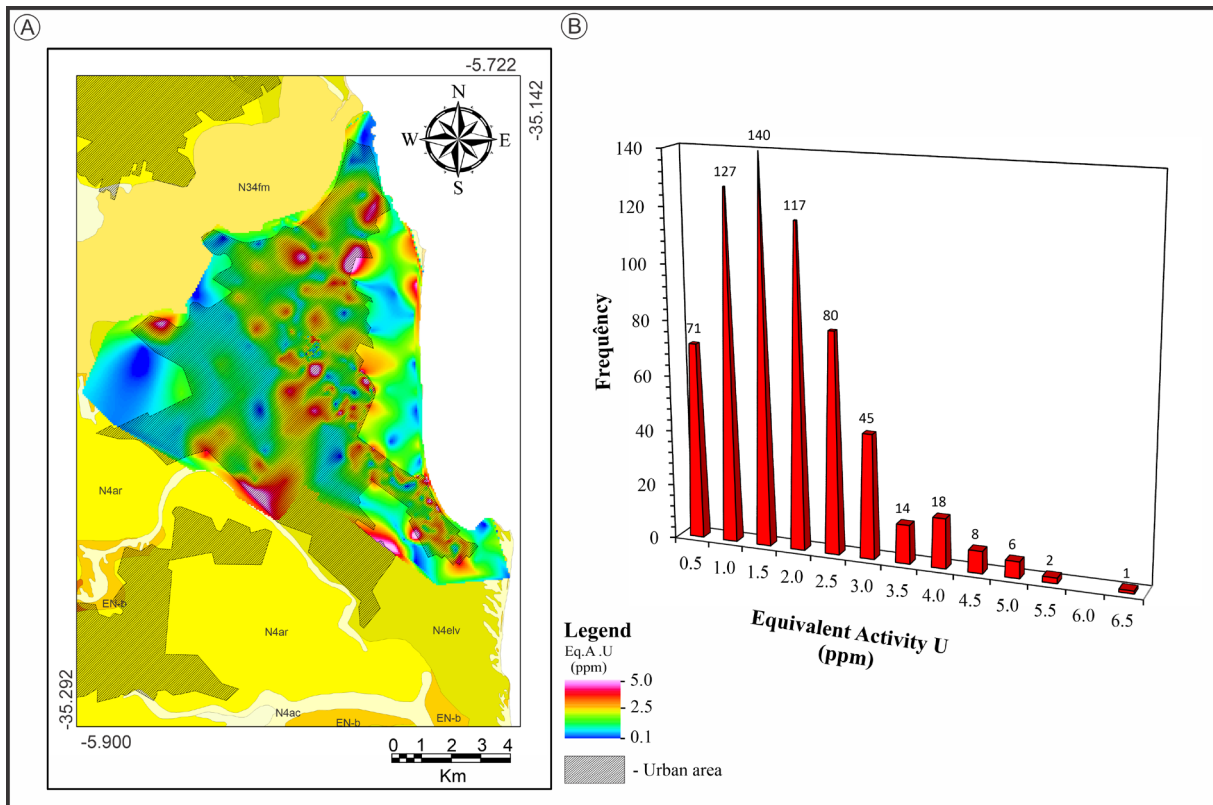 A
-5.722
-35.142
N
W E
S
N34fm
N4ar
EN-b
N4ar
N4elv
N4ac
EN-b
EN-b
-35.292
-5.900
0 1 2 3 4
Km
B
Frequêncy
140
120
100
80
60
40
20
0
71
127
140
117
80
45
14
18
8
6
2
1
0.5 1.0 1.5 2.0 2.5 3.0 3.5 4.0 4.5 5.0 5.5 6.0 6.5
Equivalent Activity U
(ppm)
Legend
Eq.A .U
(ppm)
5.0
2.5
0.1
- Urban area